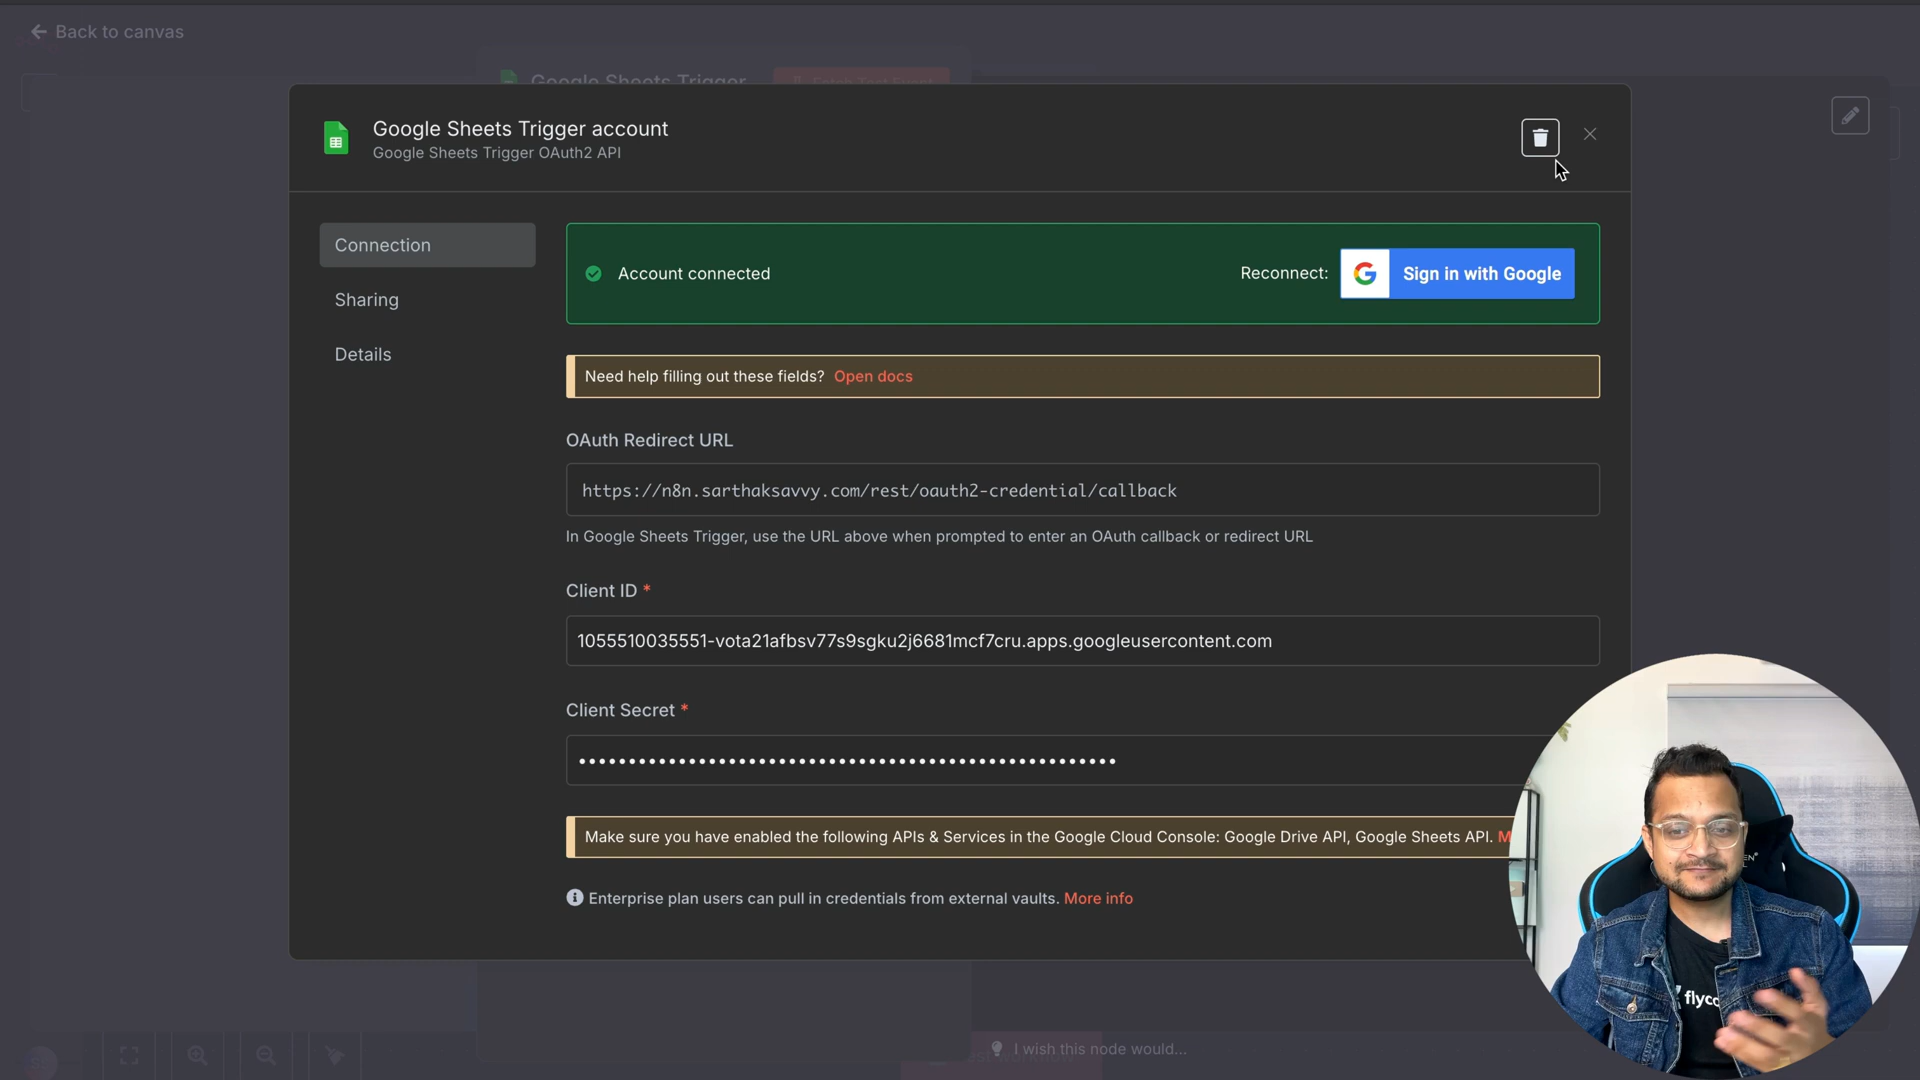 Back to canvas
Google Sheets Trigger
Google Sheets Trigger account
Google Sheets Trigger OAuth2 API
Connection
Sharing
Details
Account connected
Reconnect:
Sign in with Google
Need help filling out these fields? Open docs
OAuth Redirect URL
https://n8n.sarthaksavvy.com/rest/oauth2-credential/callback
In Google Sheets Trigger, use the URL above when prompted to enter an OAuth callback or redirect URL
Client ID *
1055510035551-vota21afbsv77s9sgku2j6681mcf7cru.apps.googleusercontent.com
Client Secret *
Make sure you have enabled the following APIs & Services in the Google Cloud Console: Google Drive API, Google Sheets API. M
Enterprise plan users can pull in credentials from external vaults. More info
I wish this node would...